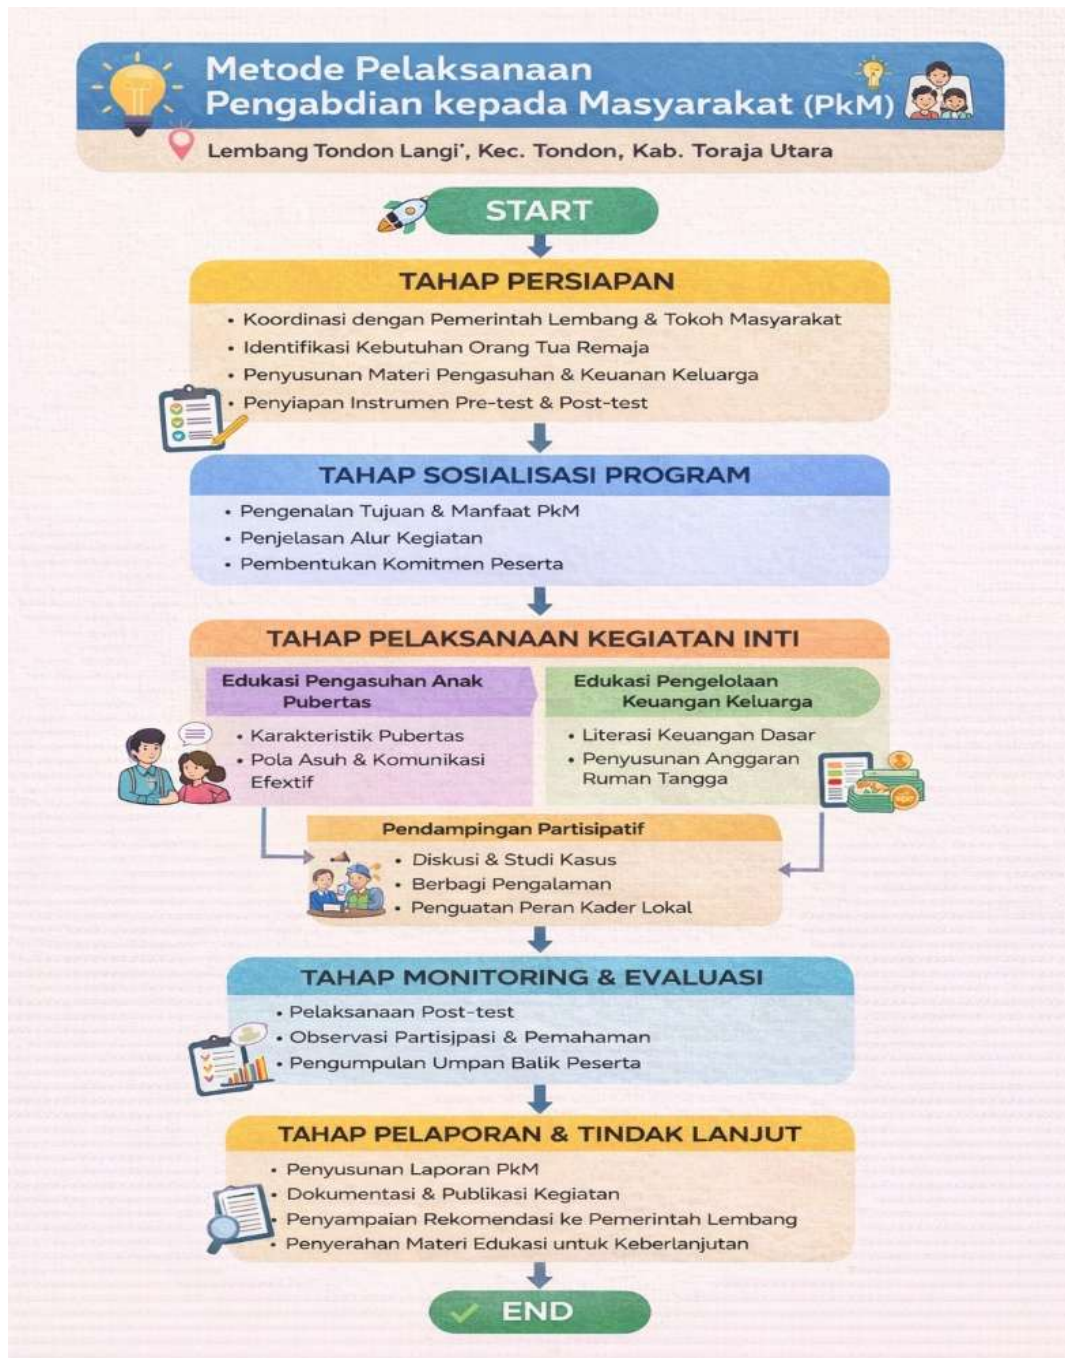 Metode Pelaksanaan
Pengabdian kepada Masyarakat (PkM)
Lembang Tondon Langi', Kec. Tondon, Kab. Toraja Utara
START
TAHAP PERSIAPAN
• Koordinasi dengan Pemerintah Lembang & Tokoh Masyarakat
• Identifikasi Kebutuhan Orang Tua Remaja
• Penyusunan Materi Pengasuhan & Keuanan Keluarga
• Penyiapan Instrumen Pre-test & Post-test
TAHAP SOSIALISASI PROGRAM
• Pengenalan Tujuan & Manfaat PkM
• Penjelasan Alur Kegiatan
• Pembentukan Komitmen Peserta
TAHAP PELAKSANAAN KEGIATAN INTI
Edukasi Pengasuhan Anak
Pubertas
• Karakteristik Pubertas
• Pola Asuh & Komunikasi
Efextif
Edukasi Pengelolaan
Keuangan Keluarga
• Literasi Keuangan Dasar
• Penyusunan Anggaran
Ruman Tangga
Pendampingan Partisipatif
• Diskusi & Studi Kasus
• Berbagi Pengalaman
• Penguatan Peran Kader Lokal
TAHAP MONITORING & EVALUASI
• Pelaksanaan Post-test
• Observasi Partisjpasi & Pemahaman
• Pengumpulan Umpan Balik Peserta
TAHAP PELAPORAN & TINDAK LANJUT
• Penyusunan Laporan PkM
• Dokumentasi & Publikasi Kegiatan
• Penyampaian Rekomendasi ke Pemerintah Lembang
• Penyerahan Materi Edukasi untuk Keberlanjutan
END